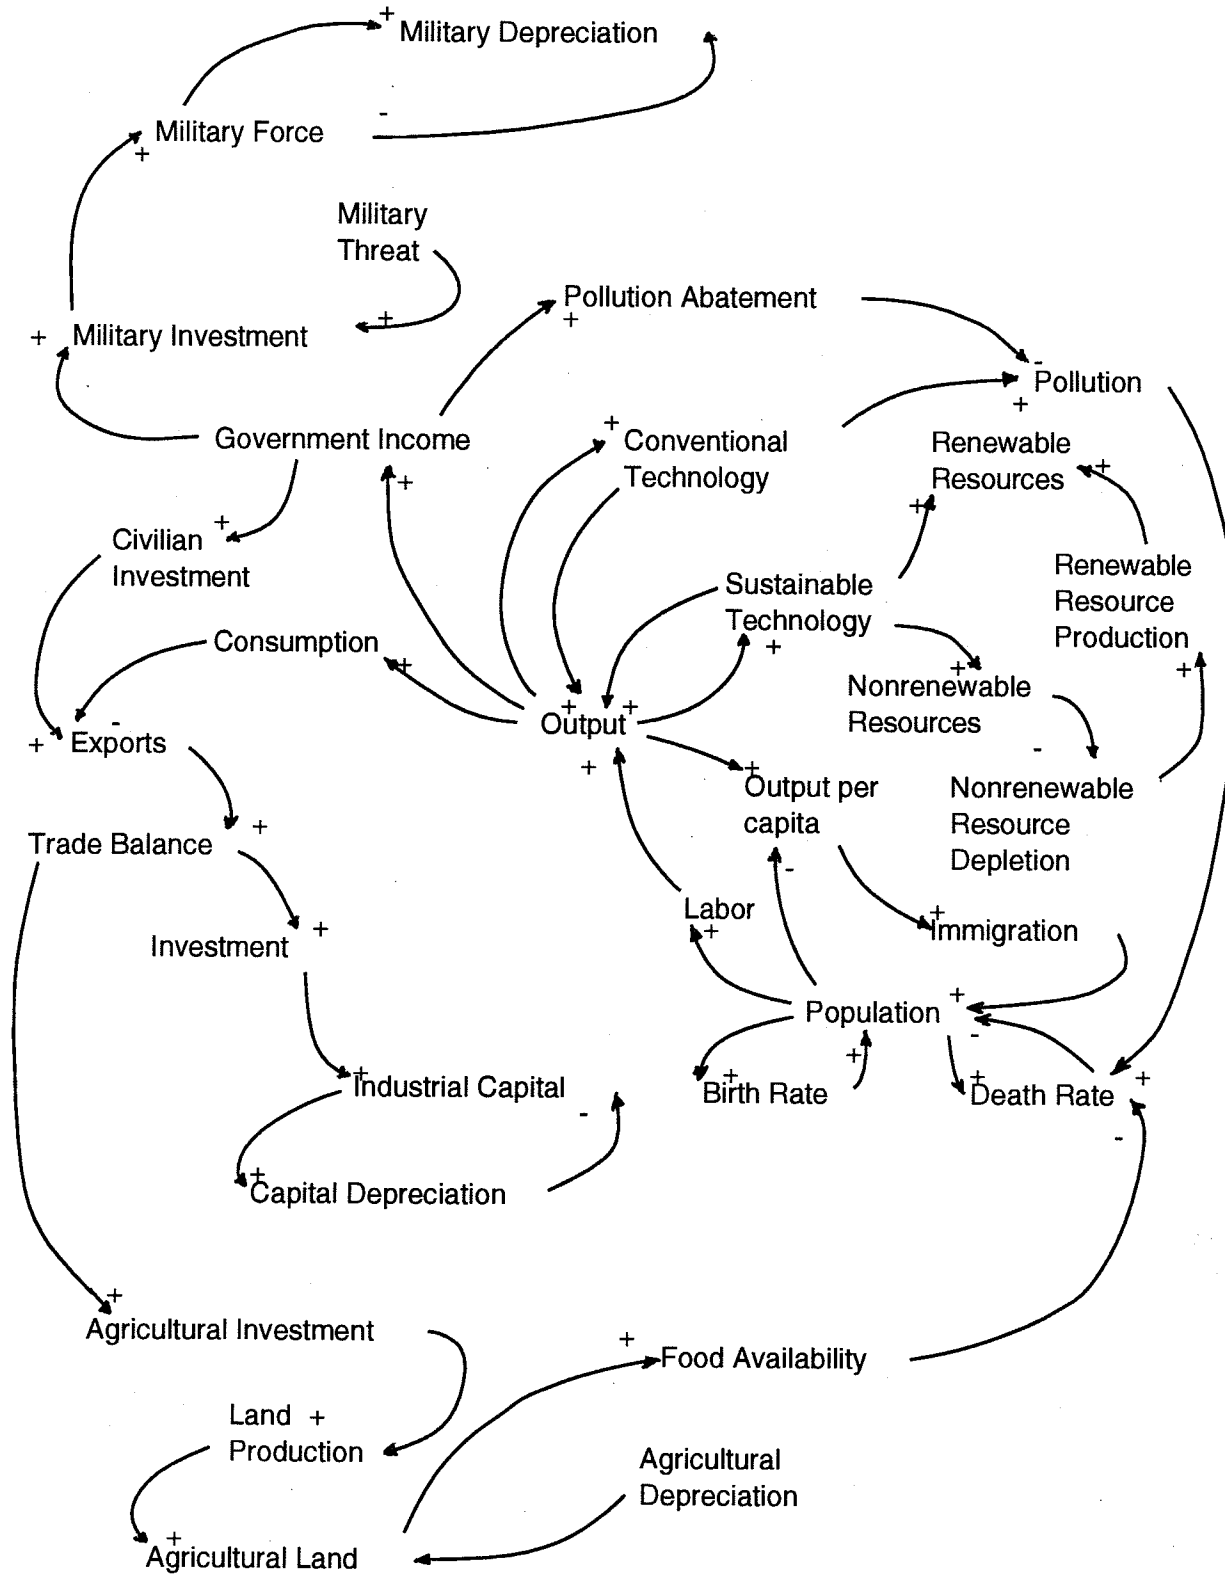 +
Military Depreciation
-
Military Force
+
Military
Threat
Pollution Abatement
+
+
+
Military Investment
-
Pollution
+
Government Income
+
Conventional
Technology
Renewable
Resources
+
+
+
+
Civilian
Investment
Renewable
Resource
Production
+
Sustainable
Technology
+
Consumption
+
+
Nonrenewable
Resources
+
+
Output
+
-
+
Exports
-
+
Output per
capita
Nonrenewable
Resource
Depletion
+
Trade Balance
-
Labor
+
+
Immigration
+
Investment
Population
+
-
+
+
Birth Rate
+
Death Rate
+
-
+
Industrial Capital
-
+
Capital Depreciation
+
Agricultural Investment
+
Food Availability
Land +
Production
Agricultural
Depreciation
+
Agricultural Land